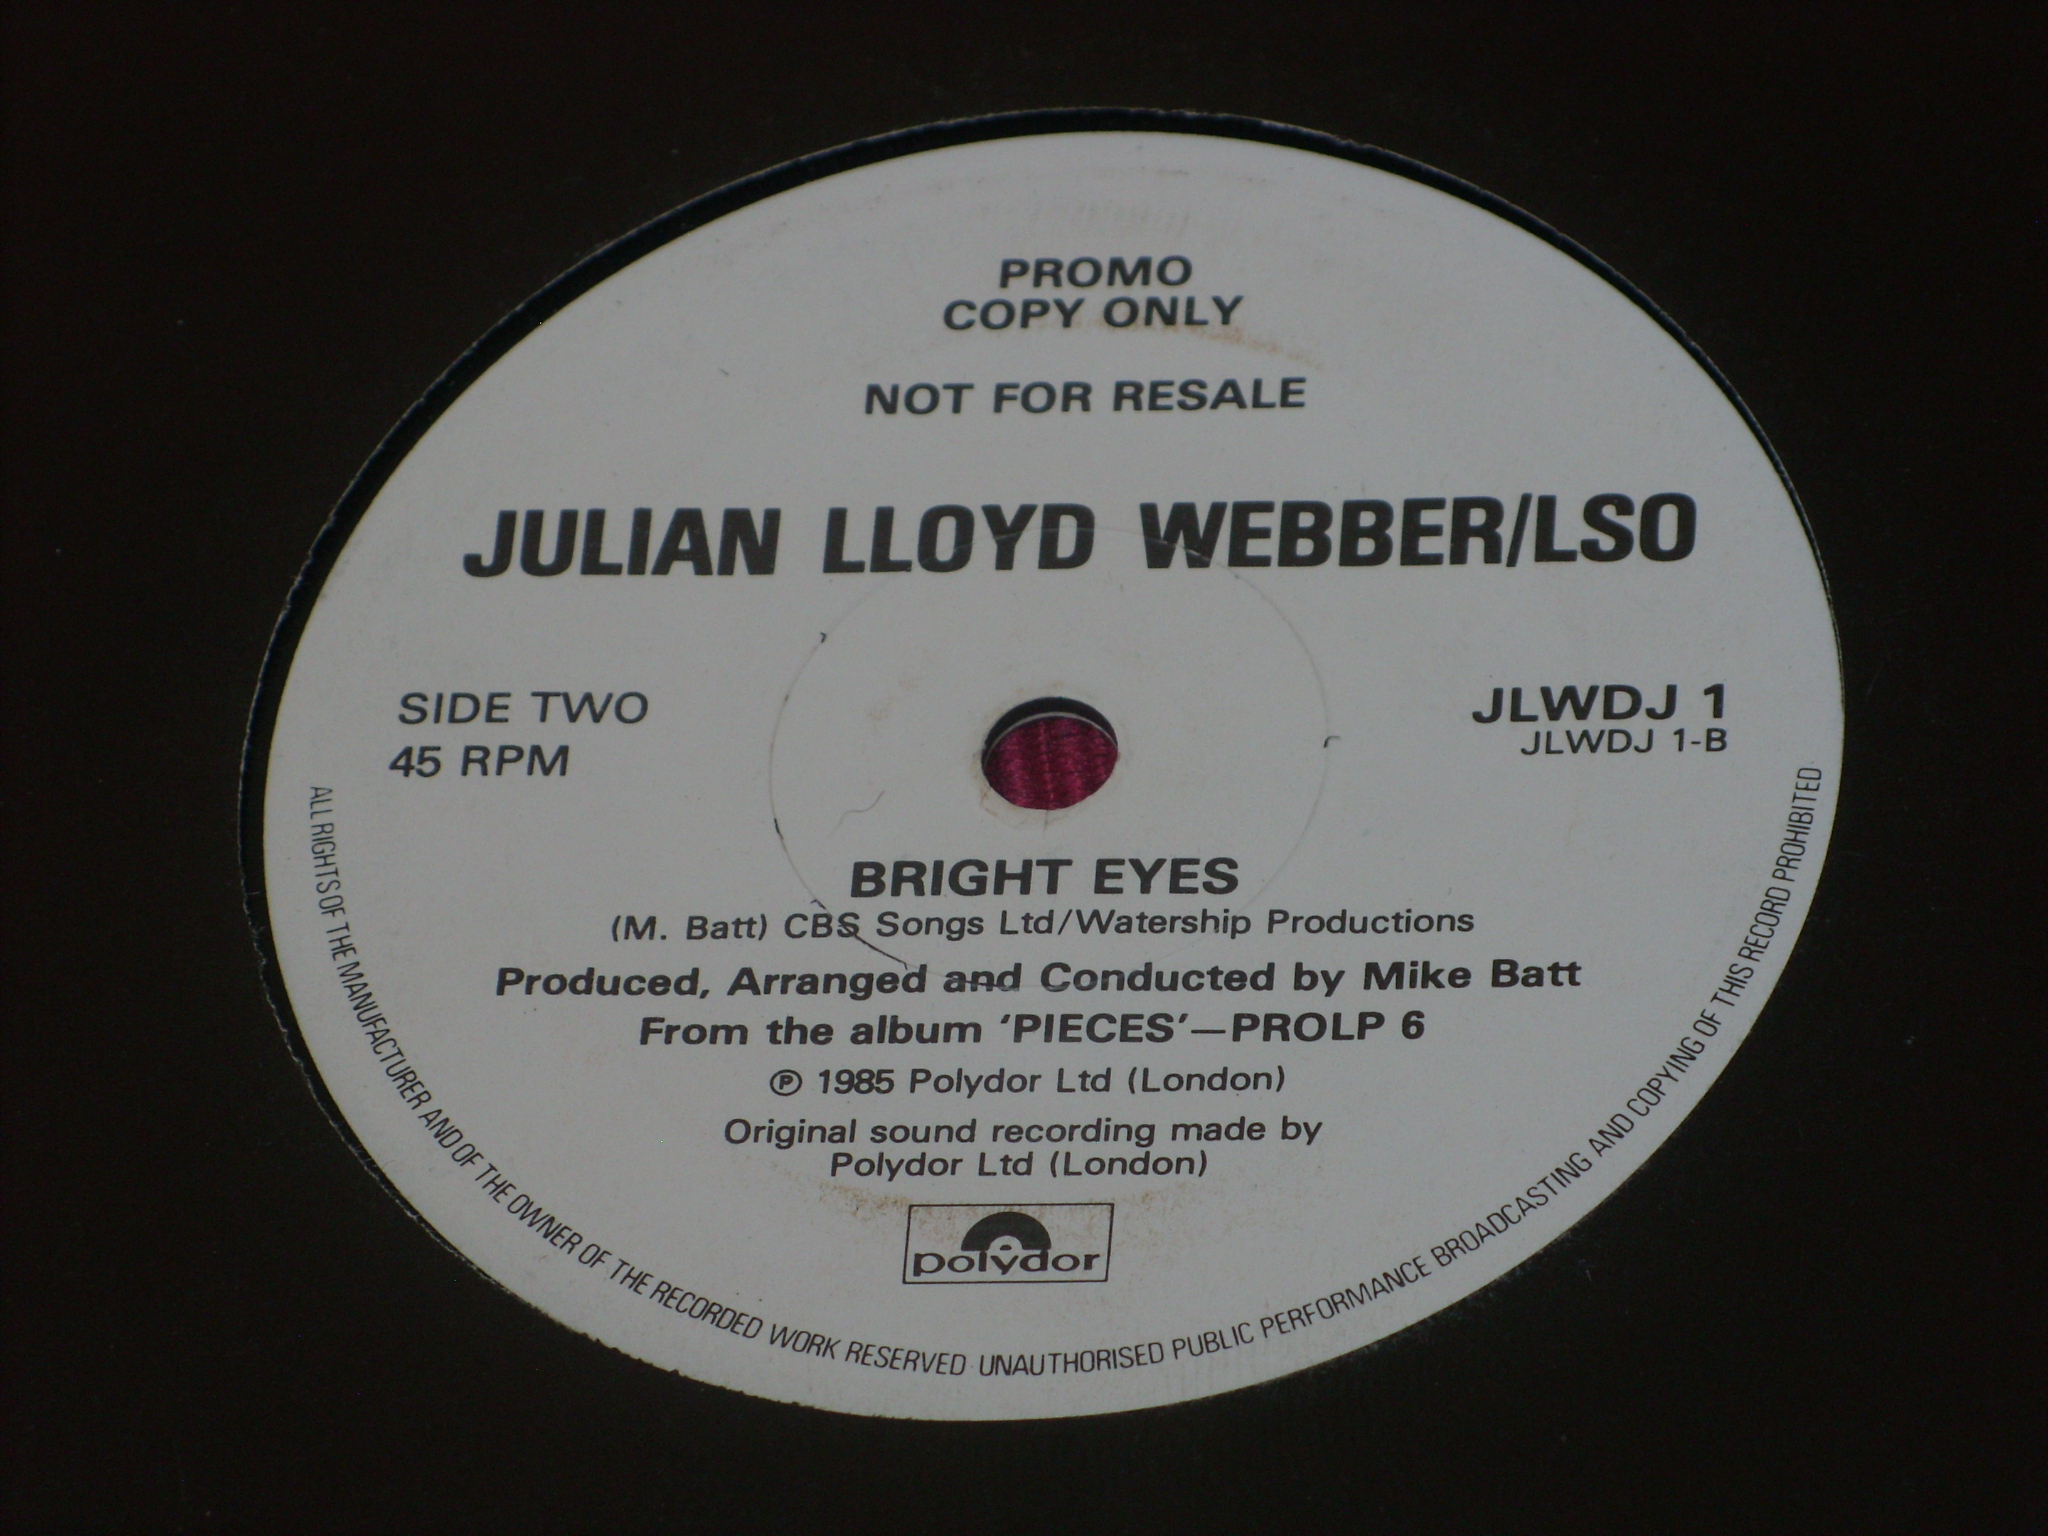 PROMO
COPY ONLY
NOT FOR RESALE
JULIAN LLOYD WEBBER/LSO
SIDE TWO
45 RPM
JLWDJ 1
JLWDJ 1-B
BRIGHT EYES
(M. Batt) CBS Songs Ltd/Watership Productions
Produced, Arranged and Conducted by Mike Batt
From the album ‘PIECES’—PROLP 6
℗ 1985 Polydor Ltd (London)
Original sound recording made by
Polydor Ltd (London)
polydor
ALL RIGHTS OF THE MANUFACTURER AND OF THE OWNER OF THE RECORDED WORK RESERVED · UNAUTHORISED PUBLIC PERFORMANCE BROADCASTING AND COPYING OF THIS RECORD PROHIBITED